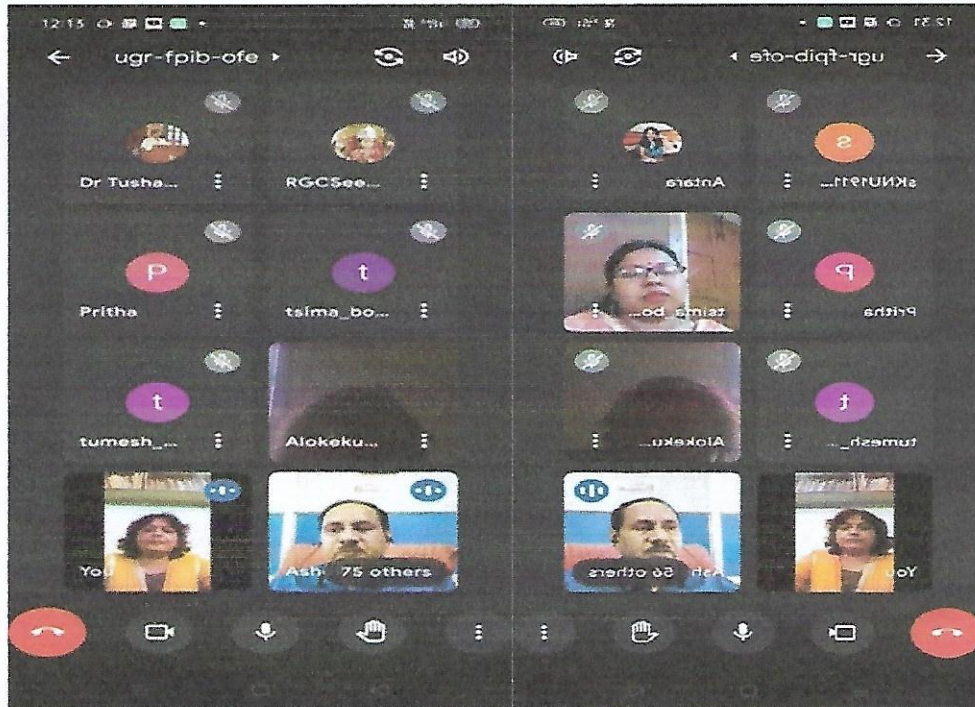 12:15
ugr-fpib-ofe
Dr Tusha...
RGCSee...
P
Pritha
t
tsima_bo...
t
tumesh_...
Alokeku...
You
Ash
75 others
12:31
ugr-fpib-ofe
Antara
s
sKNU1911...
tsima_bo...
P
Pritha
Alokeku...
t
tumesh_...
Ash
56 others
You